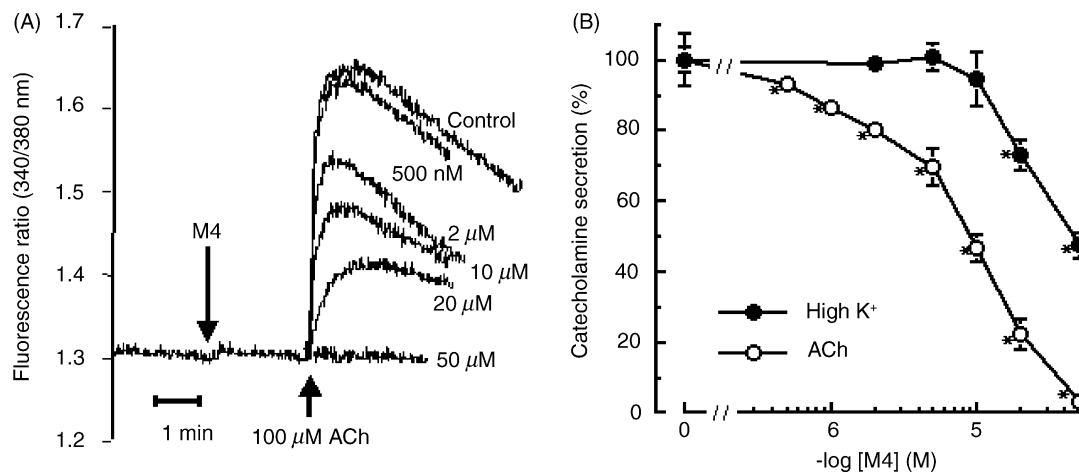 (A)
Fluorescence ratio (340/380 nm)
1.7
1.6
1.5
1.4
1.3
1.2
M4
1 min
100 μM ACh
Control
500 nM
2 μM
10 μM
20 μM
50 μM
(B)
Catecholamine secretion (%)
100
80
60
40
20
0
* * * * * * *
* *
High K⁺
ACh
0
6
5
-log [M4] (M)